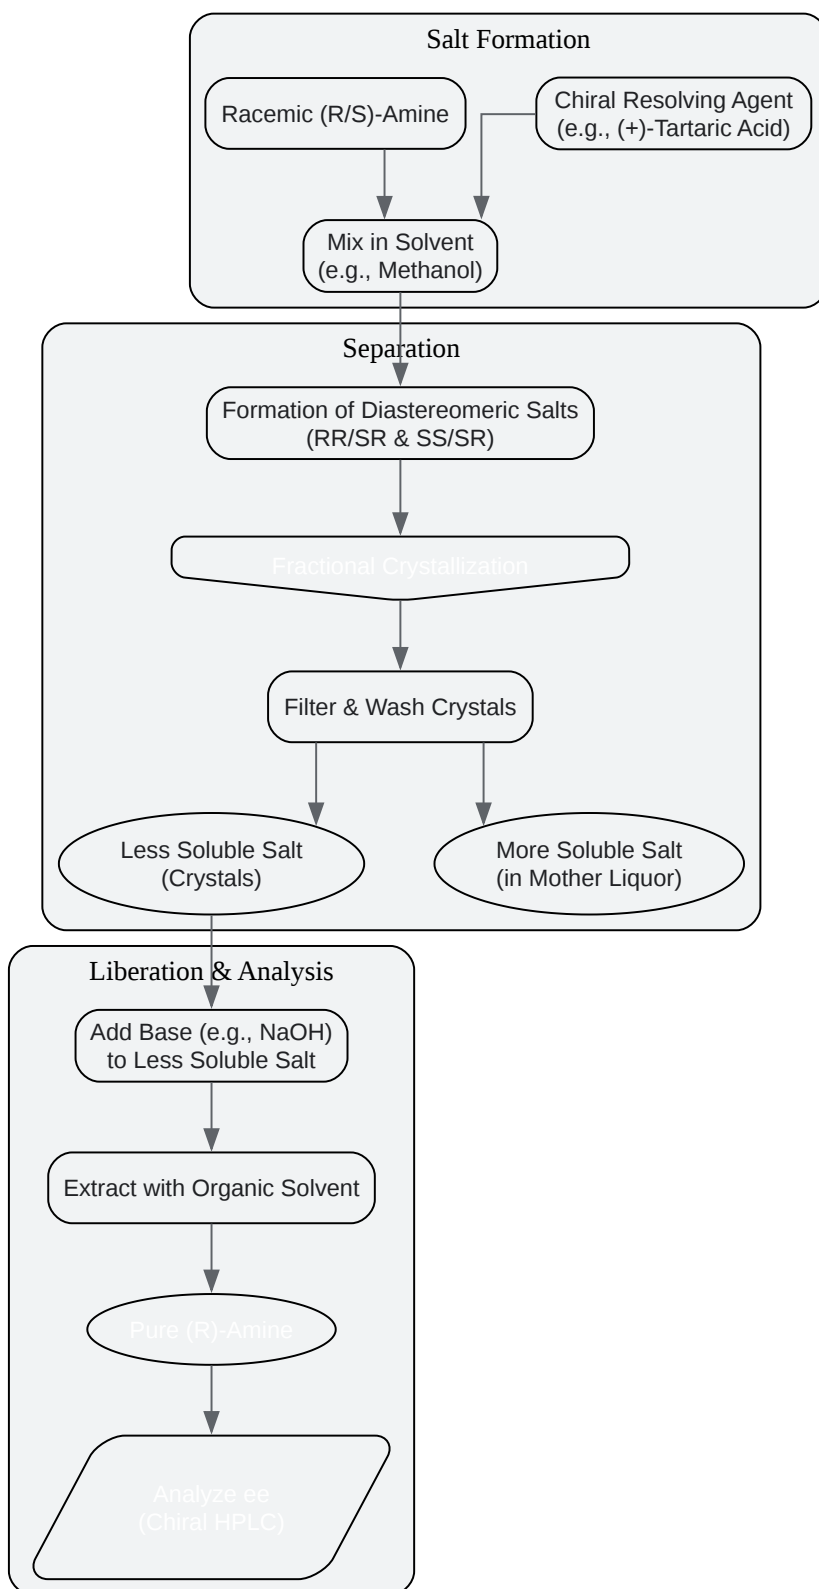 Salt Formation
Racemic (R/S)-Amine
Chiral Resolving Agent
(e.g., (+)-Tartaric Acid)
Mix in Solvent
(e.g., Methanol)
Separation
Formation of Diastereomeric Salts
(RR/SR & SS/SR)
Fractional Crystallization
Filter & Wash Crystals
Less Soluble Salt
(Crystals)
More Soluble Salt
(in Mother Liquor)
Liberation & Analysis
Add Base (e.g., NaOH)
to Less Soluble Salt
Extract with Organic Solvent
Pure (R)-Amine
Analyze ee
(Chiral HPLC)